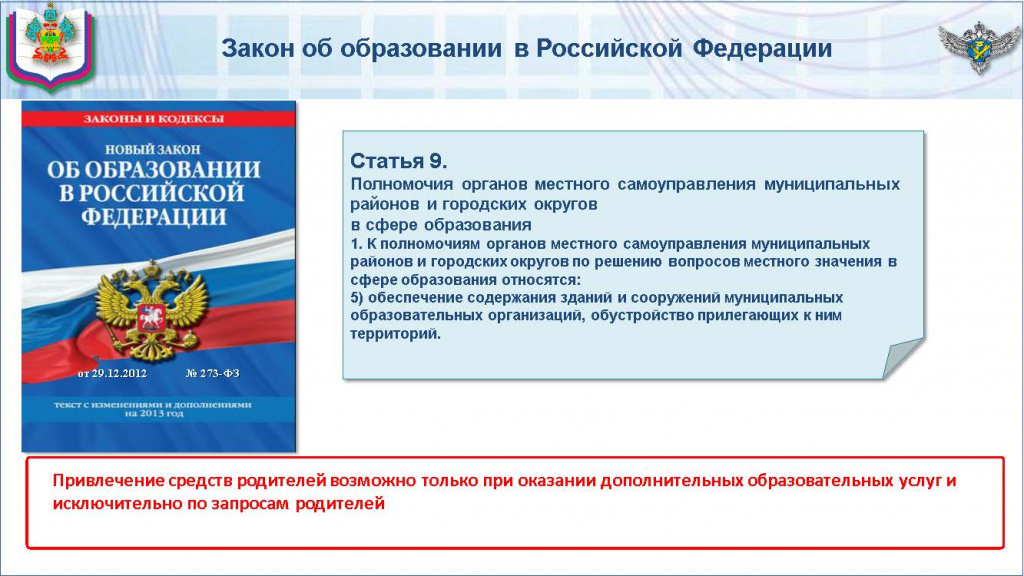 Закон об образовании в Российской Федерации
ЗАКОНЫ И КОДЕКСЫ
НОВЫЙ ЗАКОН
ОБ ОБРАЗОВАНИИ
В РОССИЙСКОЙ
ФЕДЕРАЦИИ
от 29.12.2012 № 273-ФЗ
ТЕКСТ С ИЗМЕНЕНИЯМИ И ДОПОЛНЕНИЯМИ
на 2013 год
Статья 9.
Полномочия органов местного самоуправления муниципальных
районов и городских округов
в сфере образования
1. К полномочиям органов местного самоуправления муниципальных
районов и городских округов по решению вопросов местного значения в
сфере образования относятся:
5) обеспечение содержания зданий и сооружений муниципальных
образовательных организаций, обустройство прилегающих к ним
территорий.
Привлечение средств родителей возможно только при оказании дополнительных образовательных услуг и
исключительно по запросам родителей